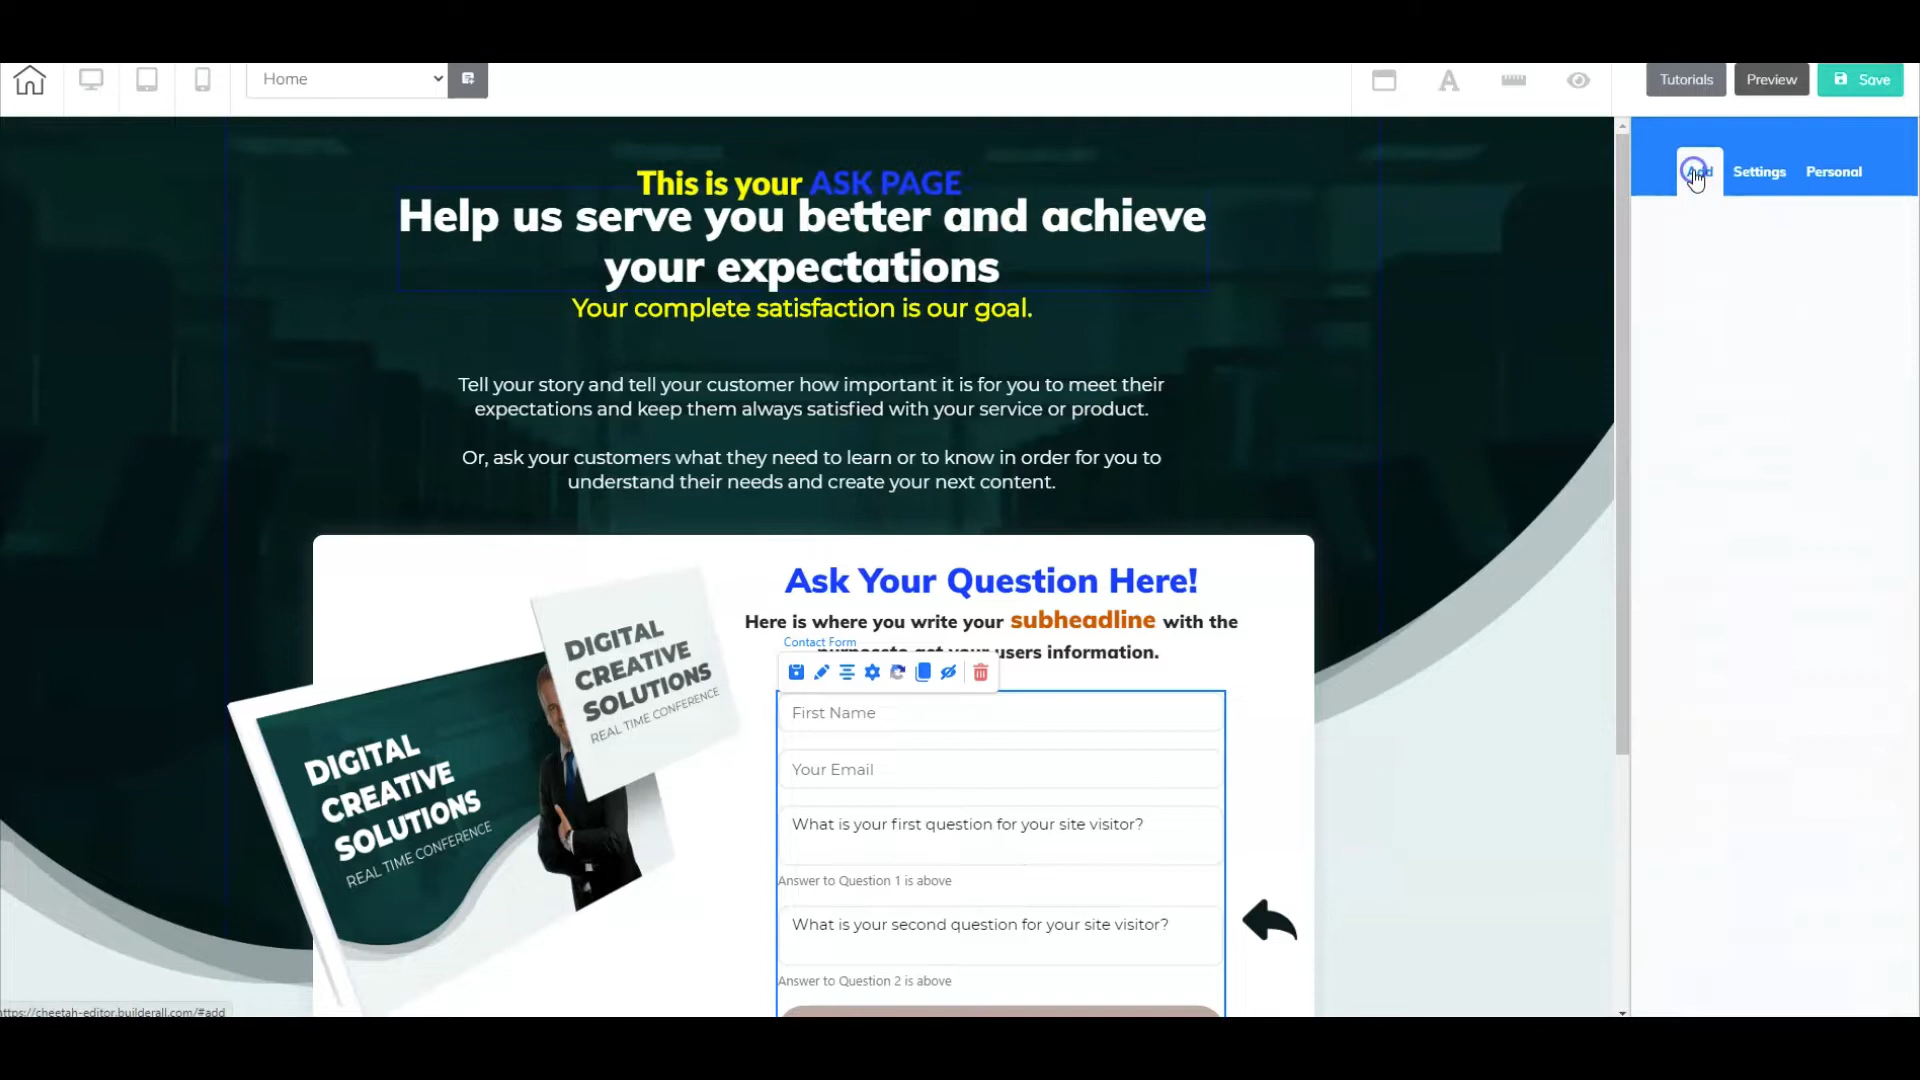 Home
Tutorials
Preview
Save
Add
Settings
Personal
This is your ASK PAGE
Help us serve you better and achieve
your expectations
Your complete satisfaction is our goal.
Tell your story and tell your customer how important it is for you to meet their
expectations and keep them always satisfied with your service or product.
Or, ask your customers what they need to learn or to know in order for you to
understand their needs and create your next content.
DIGITAL
CREATIVE
SOLUTIONS
REAL TIME CONFERENCE
DIGITAL
CREATIVE
SOLUTIONS
REAL TIME CONFERENCE
Ask Your Question Here!
Here is where you write your subheadline with the
users information.
Contact Form
First Name
Your Email
What is your first question for your site visitor?
Answer to Question 1 is above
What is your second question for your site visitor?
Answer to Question 2 is above
https://cheetah-editor.builderall.com/#add